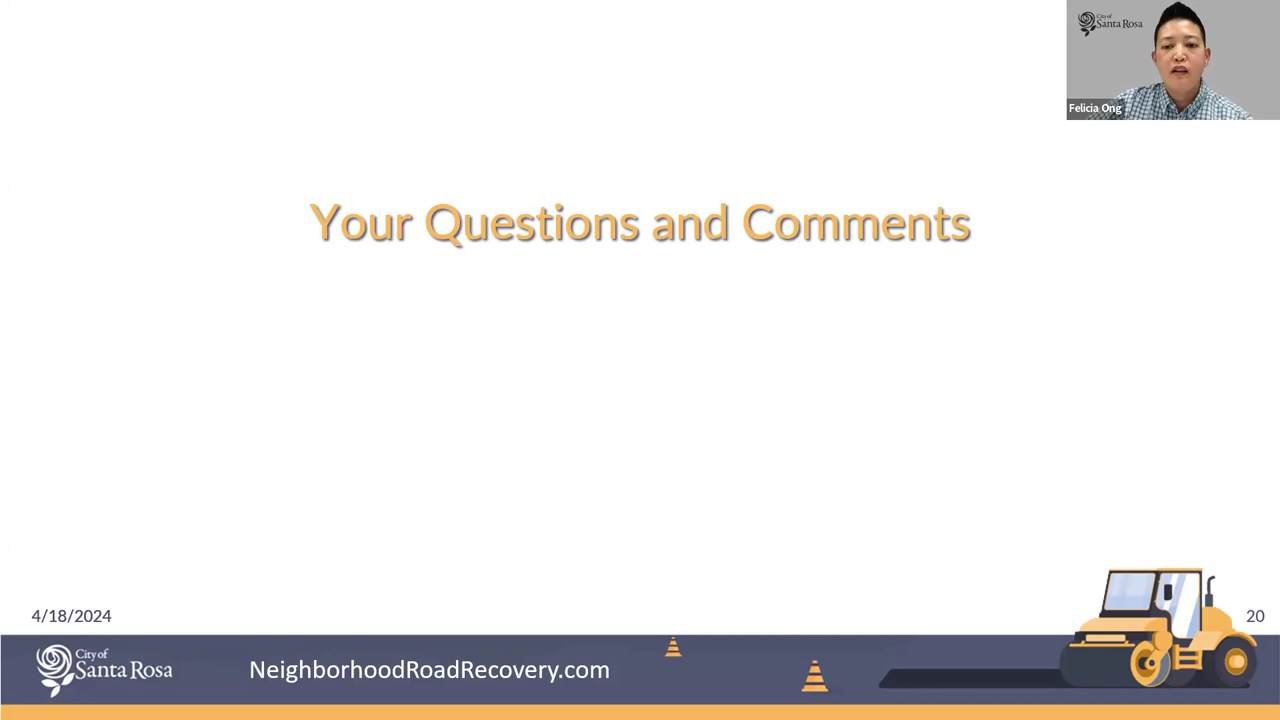 City of
Santa Rosa
Felicia Ong
Your Questions and Comments
4/18/2024
20
City of
Santa Rosa
NeighborhoodRoadRecovery.com